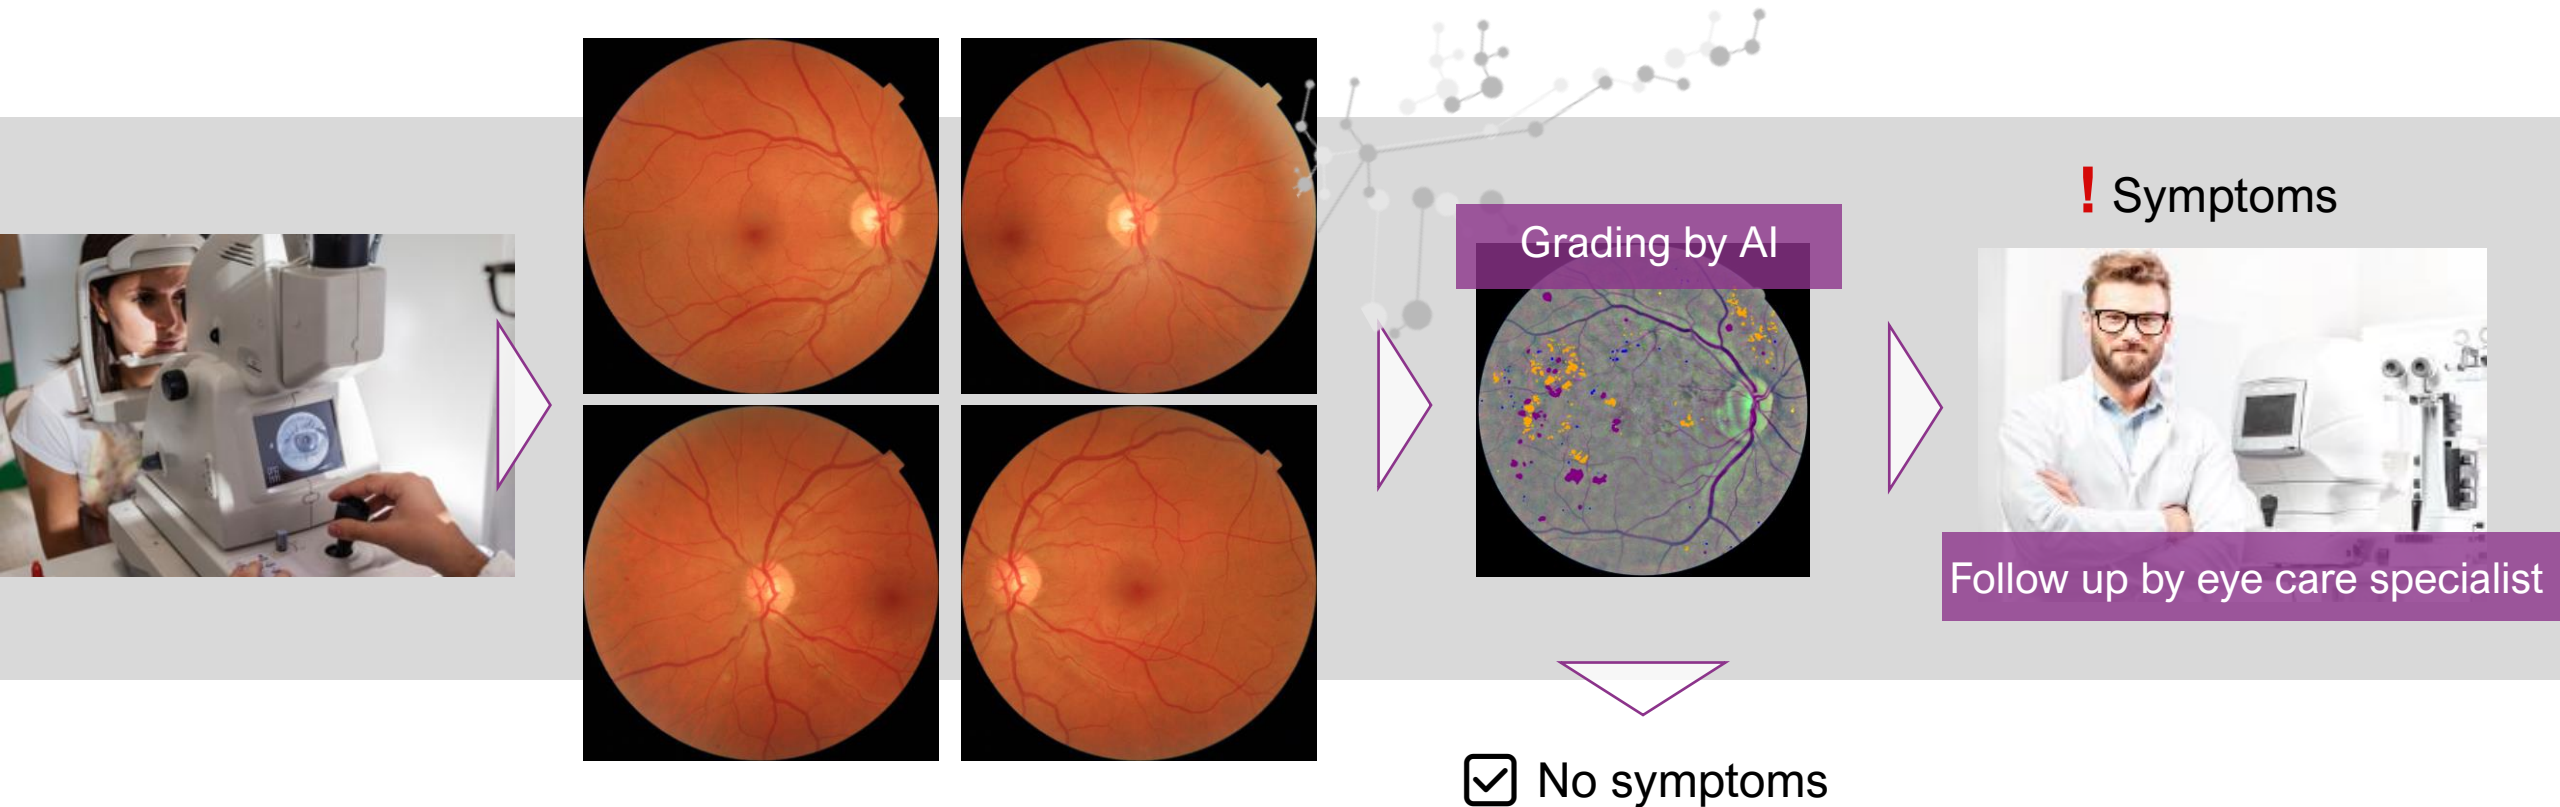 ! Symptoms
Grading by AI
Follow up by eye care specialist
No symptoms